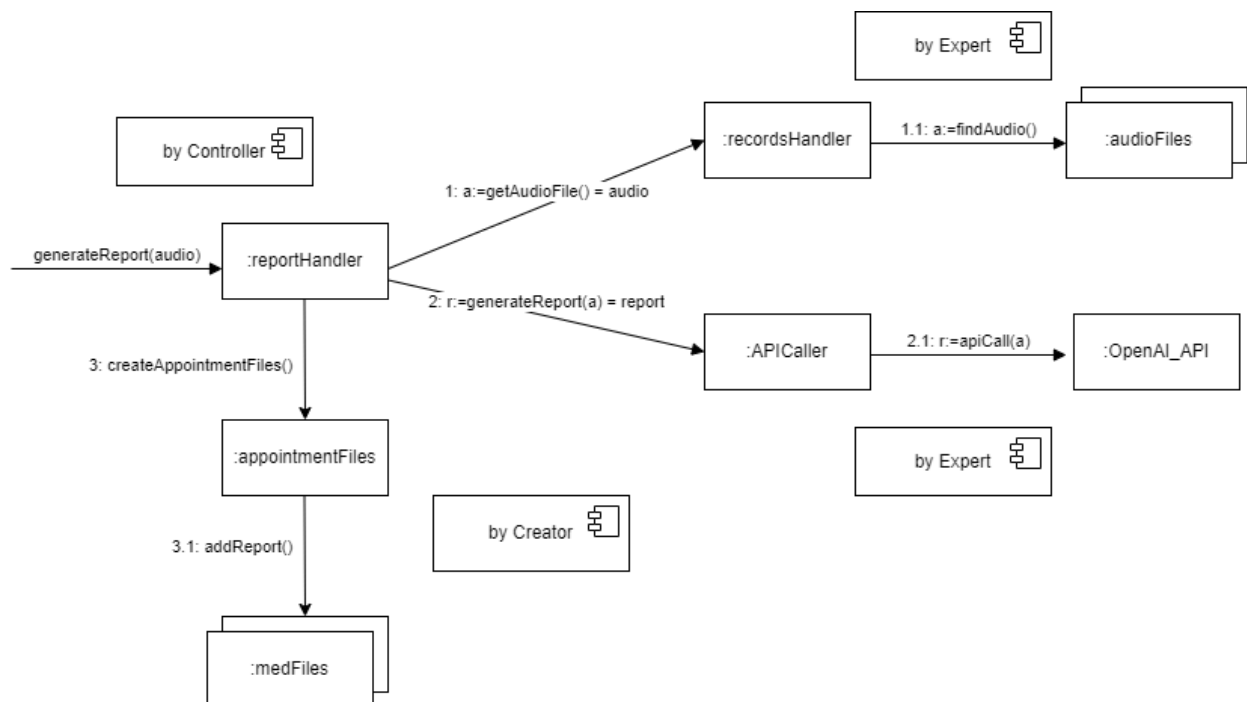 by Expert
:recordsHandler
1.1: a:=findAudio()
:audioFiles
by Controller
1: a:=getAudioFile() = audio
generateReport(audio)
:reportHandler
2: r:=generateReport(a) = report
:APICaller
2.1: r:=apiCall(a)
:OpenAI_API
3: createAppointmentFiles()
:appointmentFiles
by Expert
by Creator
3.1: addReport()
:medFiles